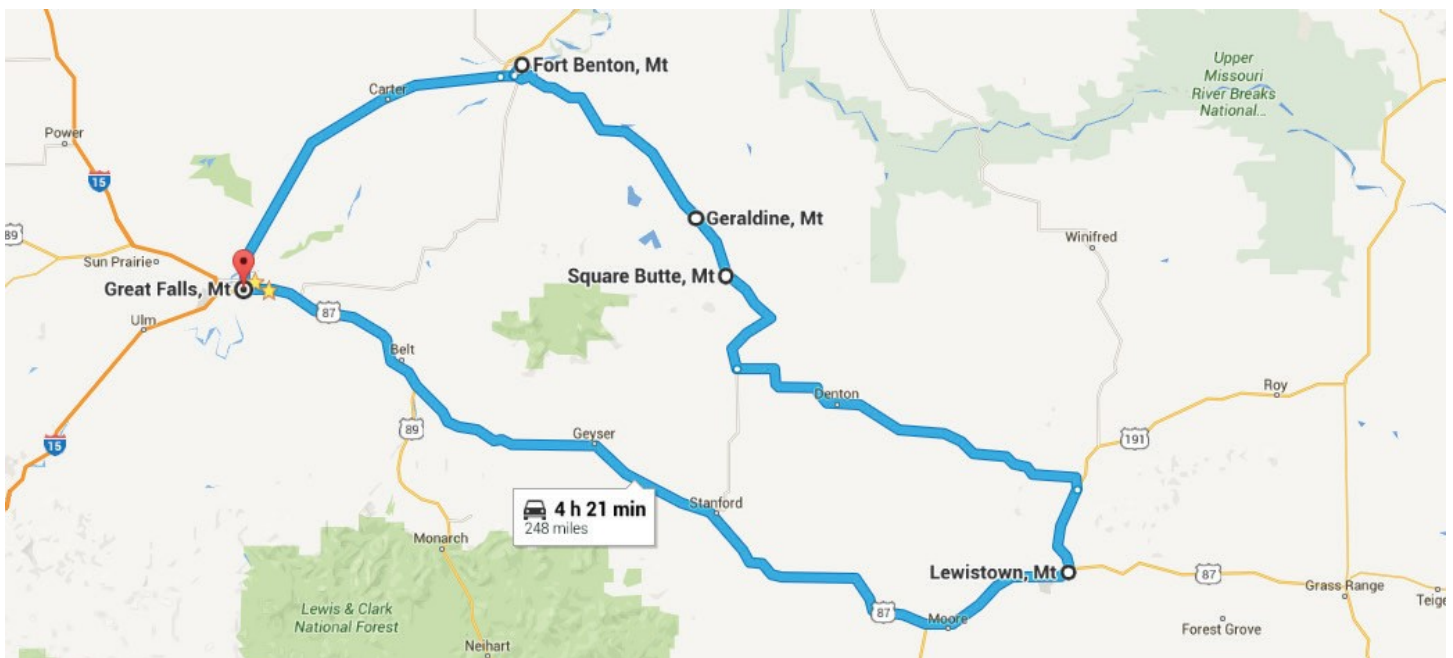 Fort Benton, Mt
Upper
Missouri
River Breaks
National...
Carter
Power
15
Geraldine, Mt
89
Winifred
Sun Prairie
Square Butte, Mt
Great Falls, Mt
87
Ulm
Belt
Roy
Denton
89
15
Geyser
191
4 h 21 min
248 miles
Stanford
Monarch
Lewistown, Mt
87
Grass Range
Teige
Lewis & Clark
National Forest
87
Moore
Forest Grove
Neihart